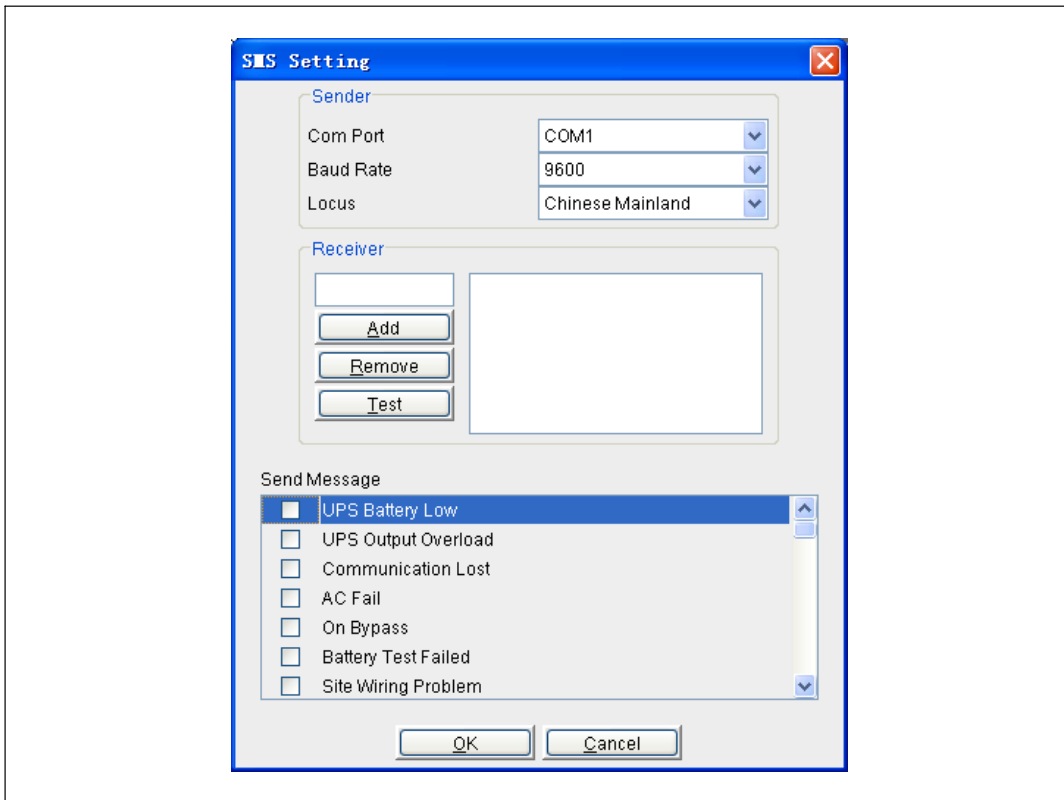 SMS Setting
Sender
Com Port COM1
Baud Rate 9600
Locus Chinese Mainland
Receiver
Add
Remove
Test
Send Message
UPS Battery Low
UPS Output Overload
Communication Lost
AC Fail
On Bypass
Battery Test Failed
Site Wiring Problem
OK Cancel